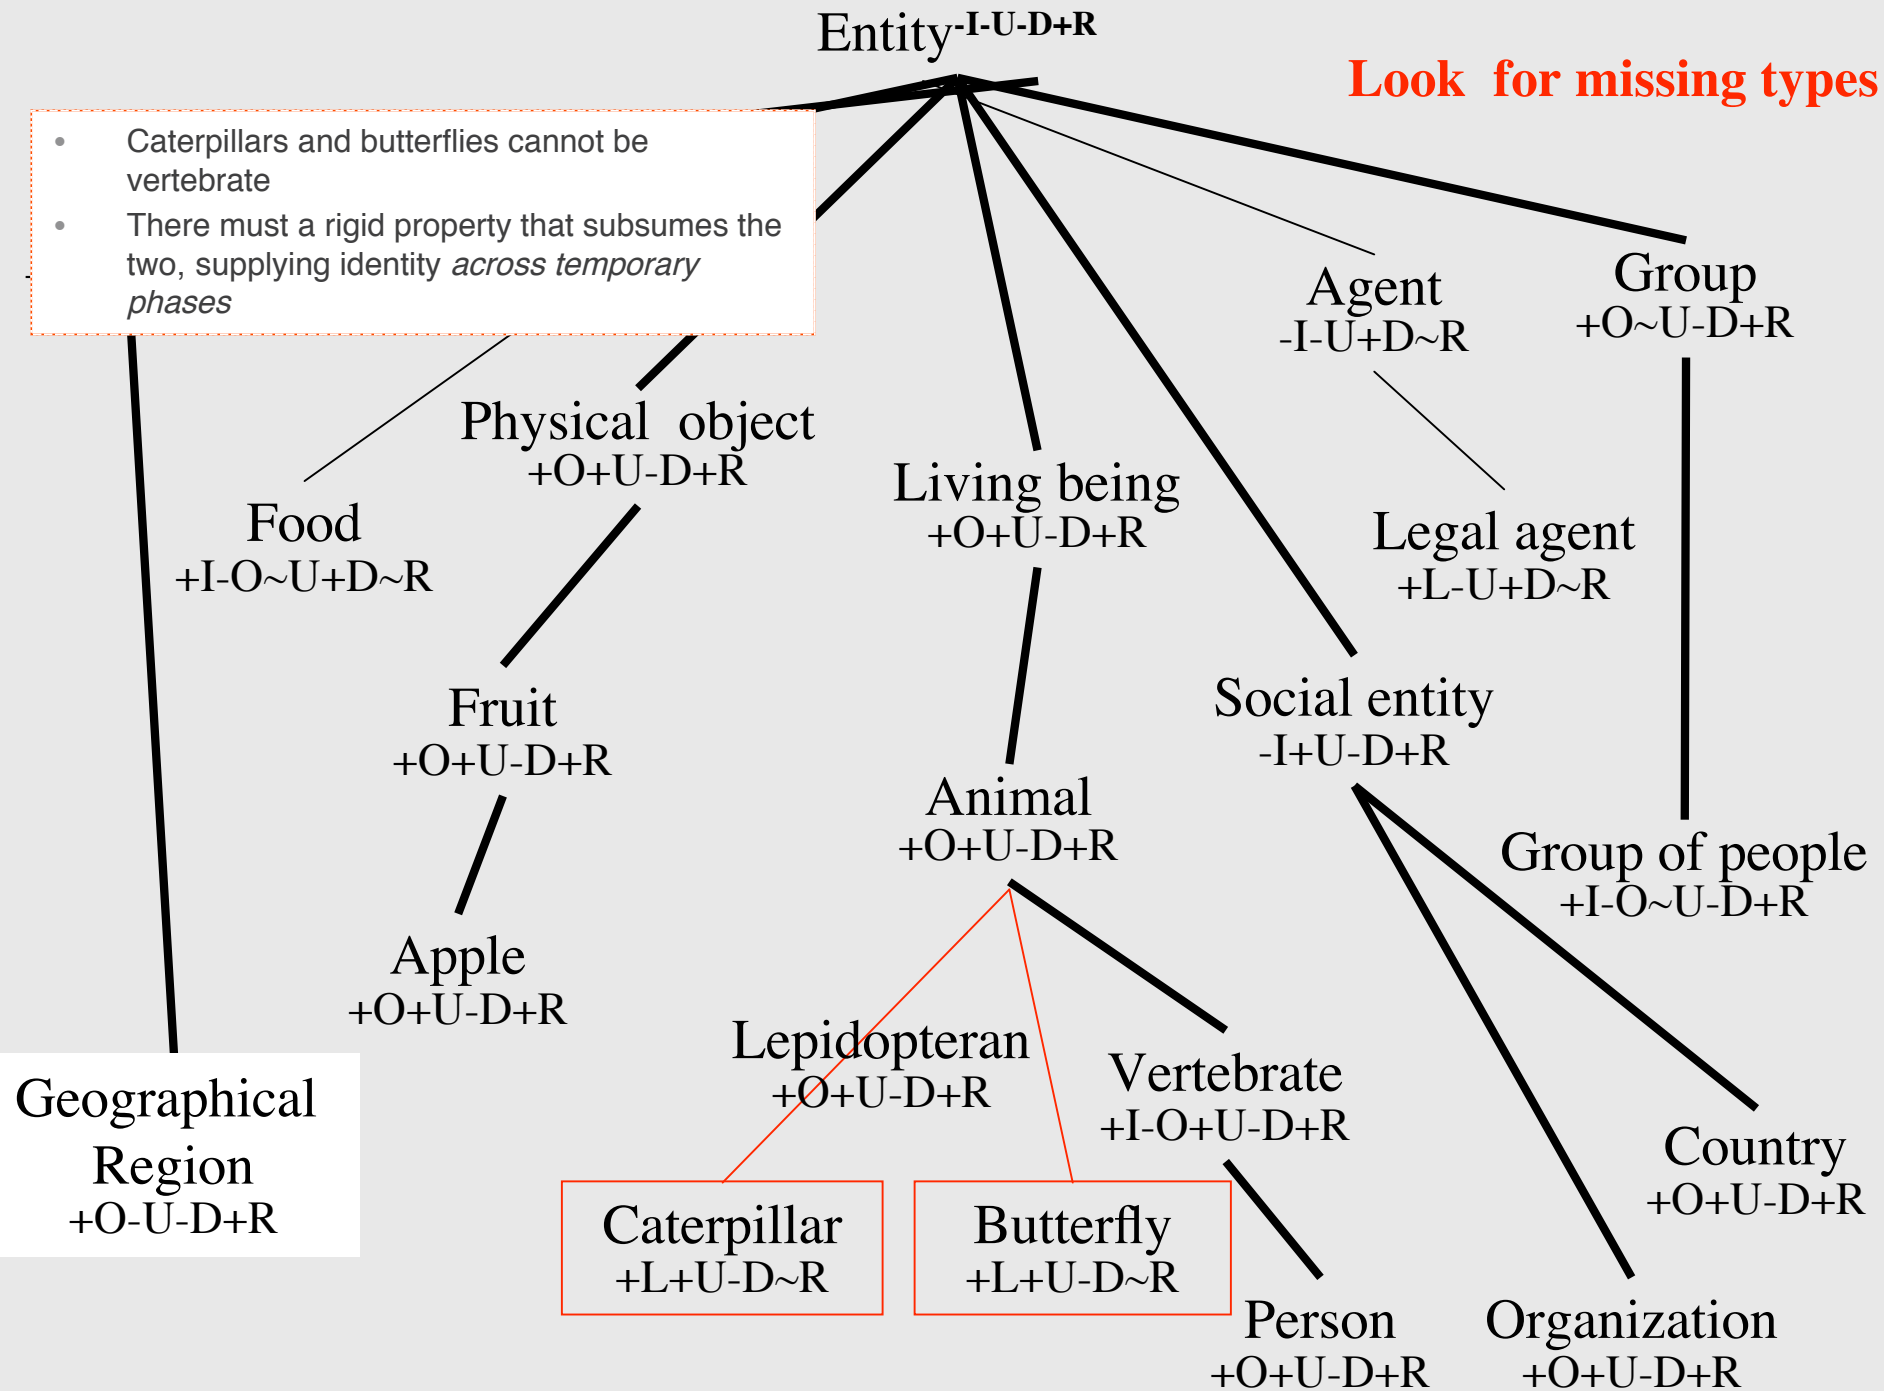 Entity-I-U-D+R
Look for missing types
• Caterpillars and butterflies cannot be
vertebrate
• There must a rigid property that subsumes the
two, supplying identity across temporary
phases
Agent
-I-U+D~R
Group
+O~U-D+R
Physical object
+O+U-D+R
Living being
+O+U-D+R
Food
+I-O~U+D~R
Legal agent
+L-U+D~R
Fruit
+O+U-D+R
Social entity
-I+U-D+R
Animal
+O+U-D+R
Group of people
+I-O~U-D+R
Apple
+O+U-D+R
Lepidopteran
+O+U-D+R
Vertebrate
+I-O+U-D+R
Geographical
Region
+O-U-D+R
Country
+O+U-D+R
Caterpillar
+L+U-D~R
Butterfly
+L+U-D~R
Person
+O+U-D+R
Organization
+O+U-D+R